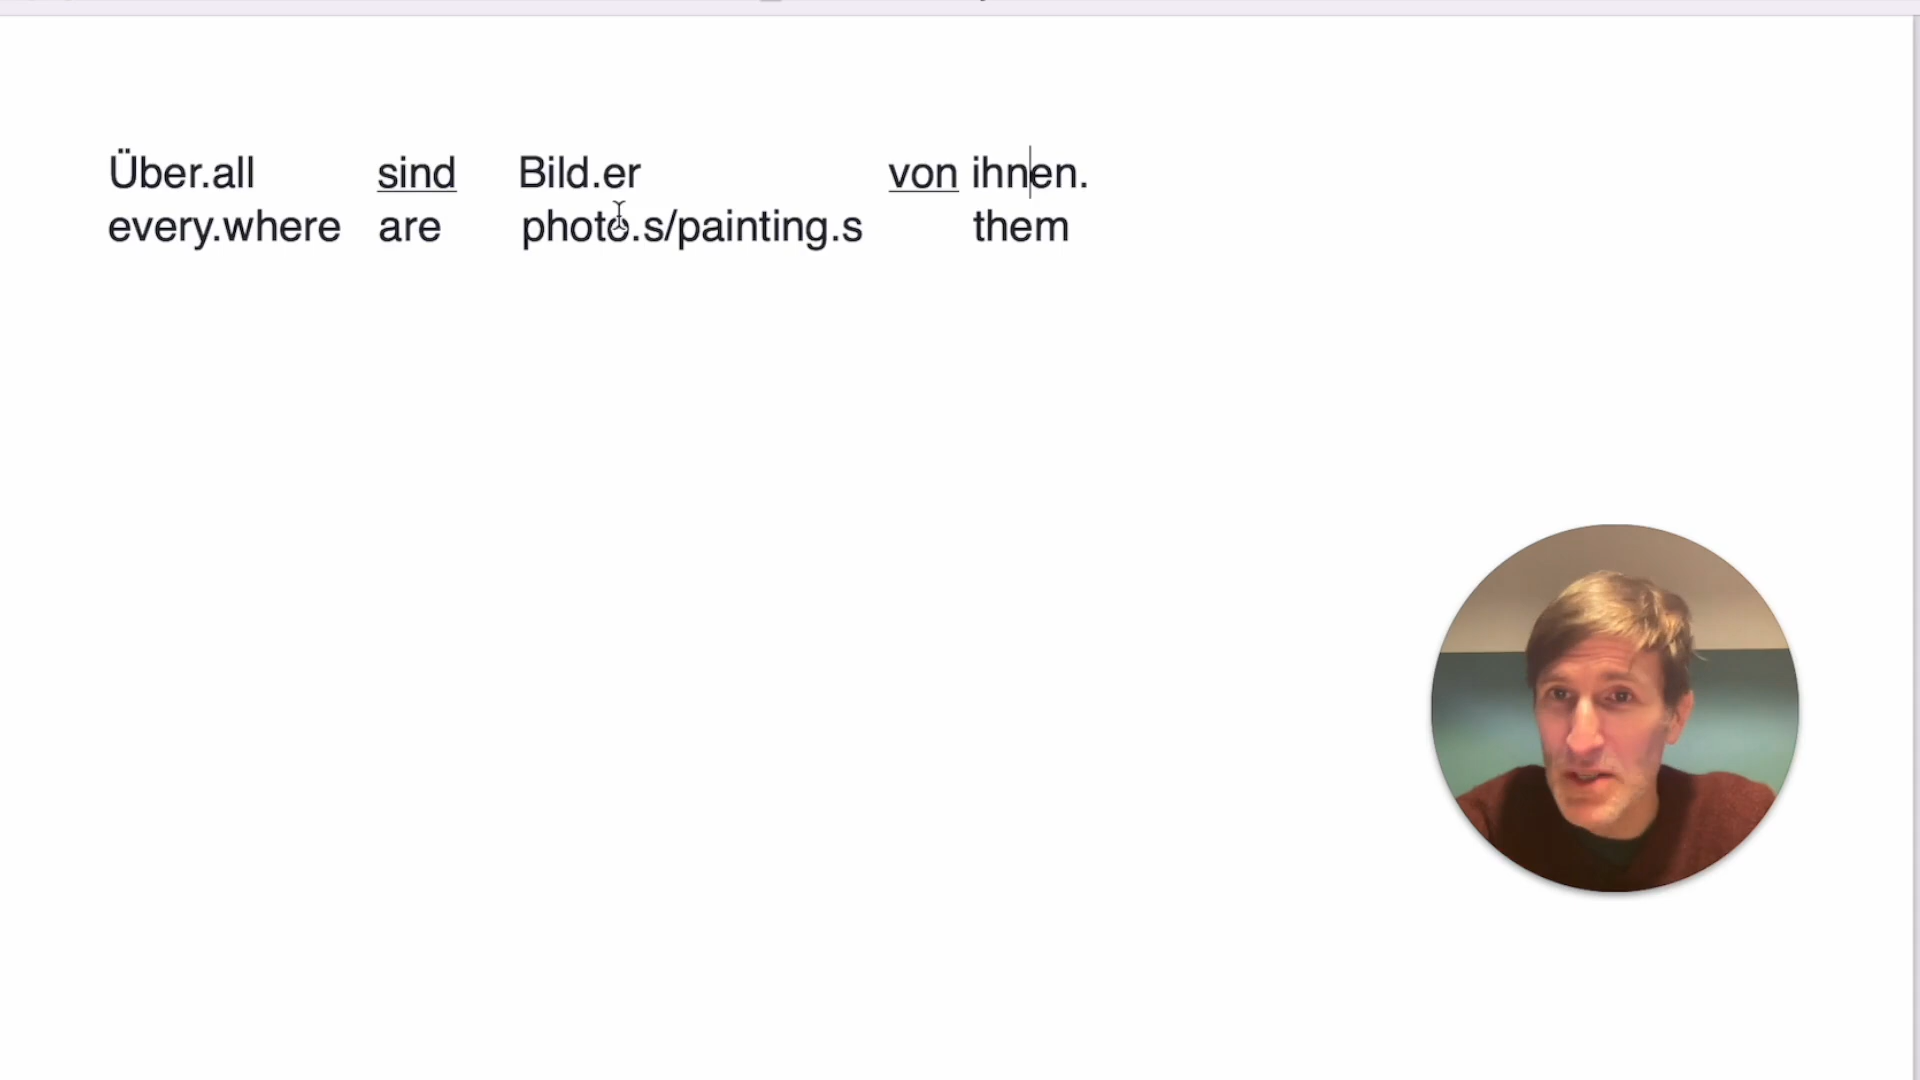 Über.all sind Bild.er von ihnen.
every.where are photo.s/painting.s them